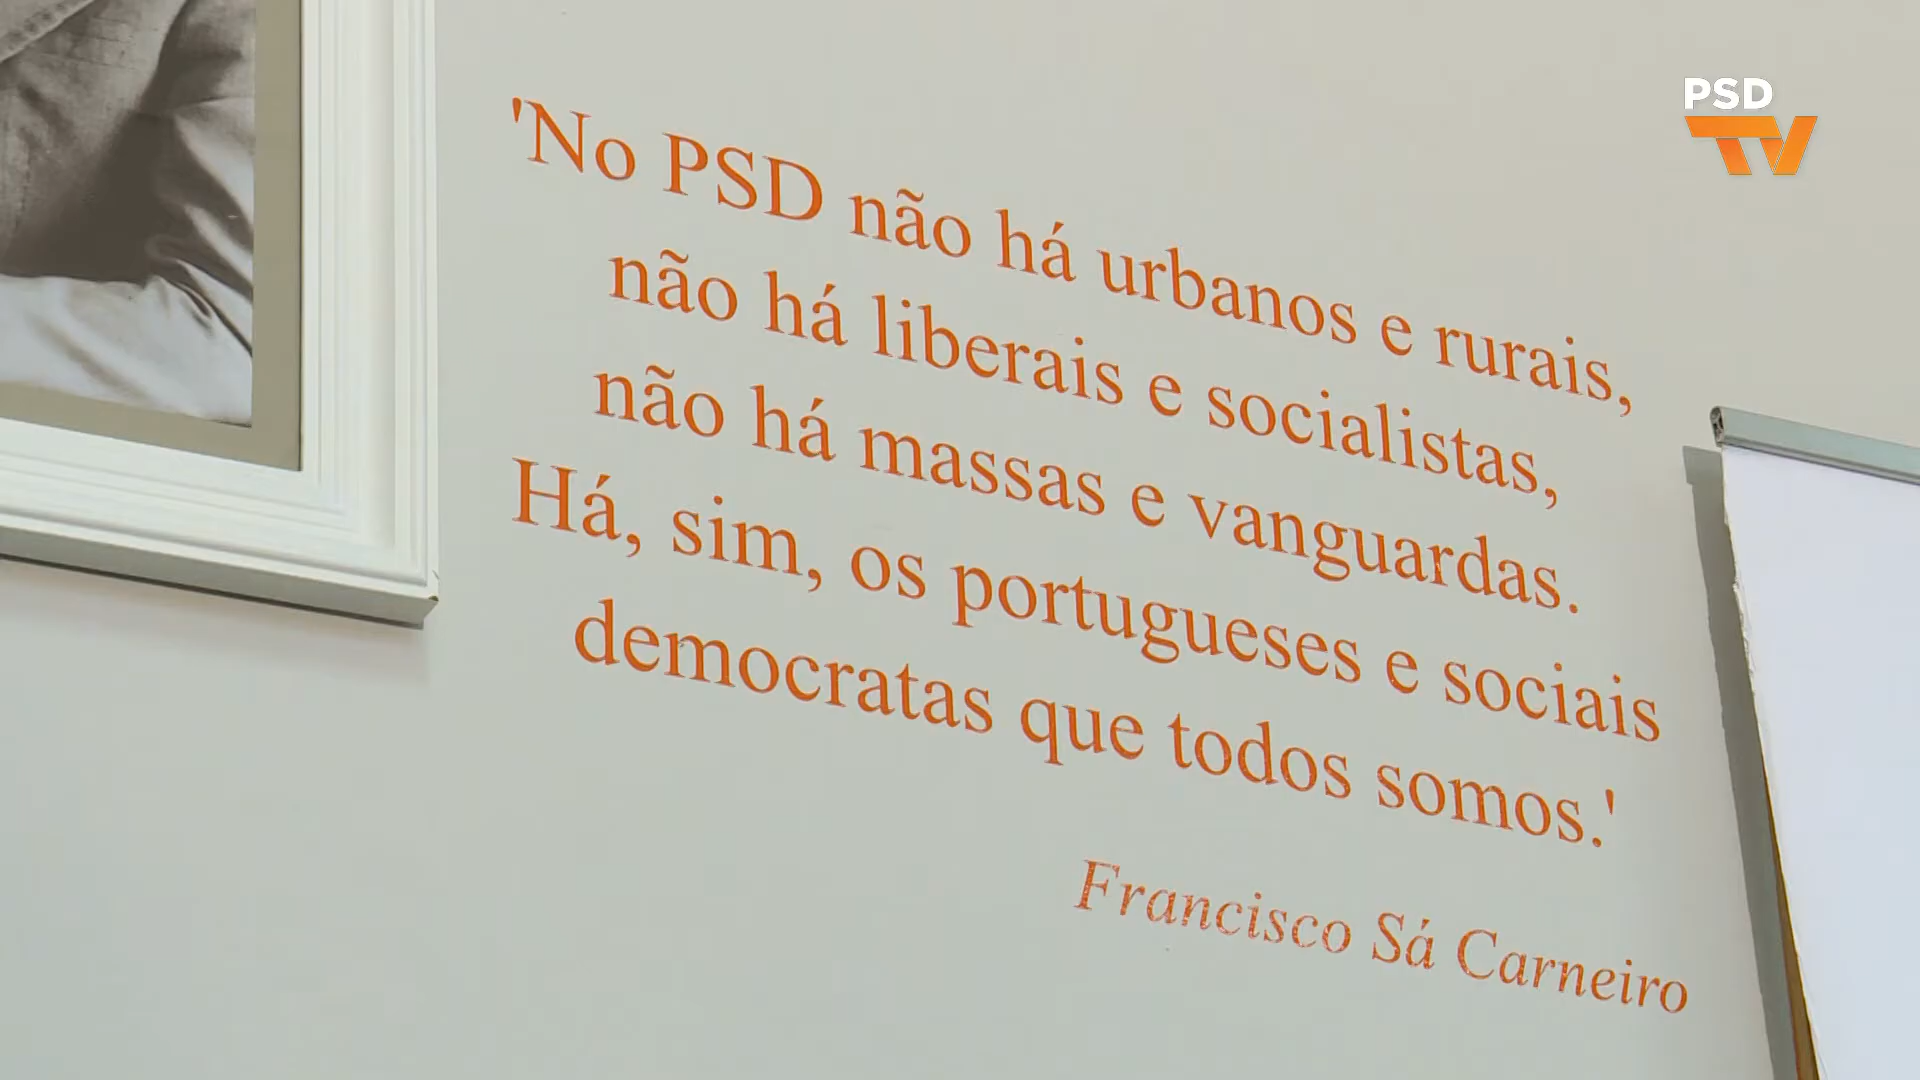 PSD
TV
'No PSD não há urbanos e rurais,
não há liberais e socialistas,
não há massas e vanguardas.
Há, sim, os portugueses e sociais
democratas que todos somos.'
Francisco Sá Carneiro